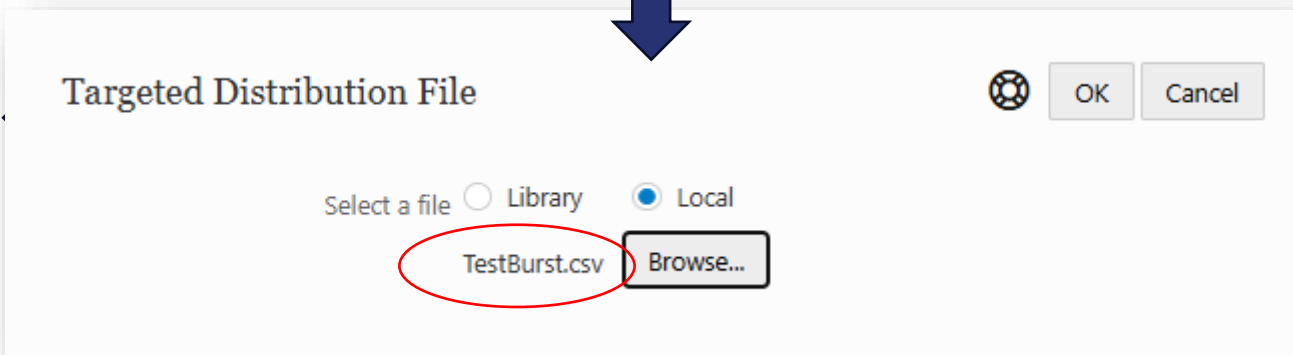 Targeted Distribution File
OK
Cancel
Select a file
Library
Local
TestBurst.csv
Browse...